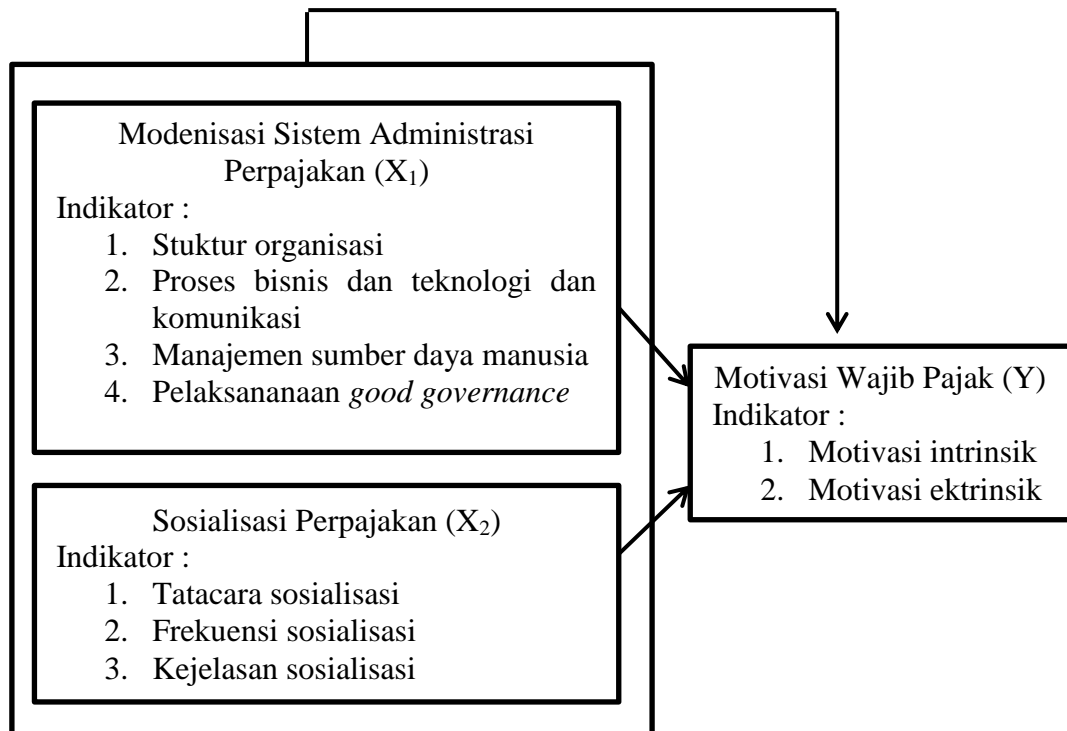 Modenisasi Sistem Administrasi
Perpajakan (X₁)
Indikator :
1. Stuktur organisasi
2. Proses bisnis dan teknologi dan
komunikasi
3. Manajemen sumber daya manusia
4. Pelaksananaan good governance
Sosialisasi Perpajakan (X₂)
Indikator :
1. Tatacara sosialisasi
2. Frekuensi sosialisasi
3. Kejelasan sosialisasi
Motivasi Wajib Pajak (Y)
Indikator :
1. Motivasi intrinsik
2. Motivasi ektrinsik